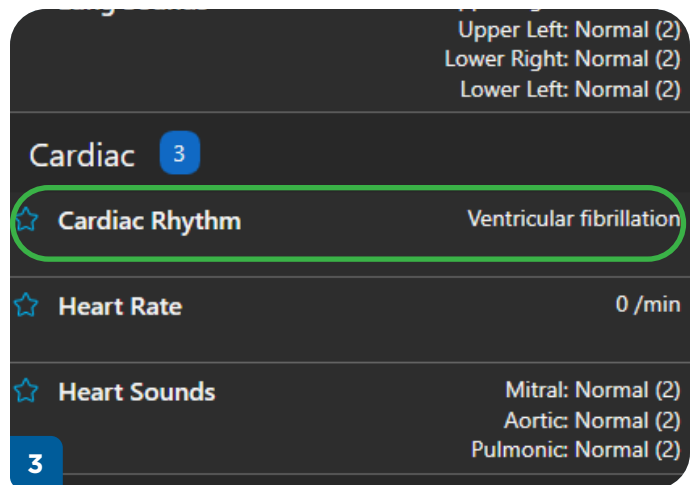 Upper Left: Normal (2)
Lower Right: Normal (2)
Lower Left: Normal (2)
Cardiac 3
Cardiac Rhythm Ventricular fibrillation
Heart Rate 0 /min
Heart Sounds Mitral: Normal (2)
Aortic: Normal (2)
Pulmonic: Normal (2)
3